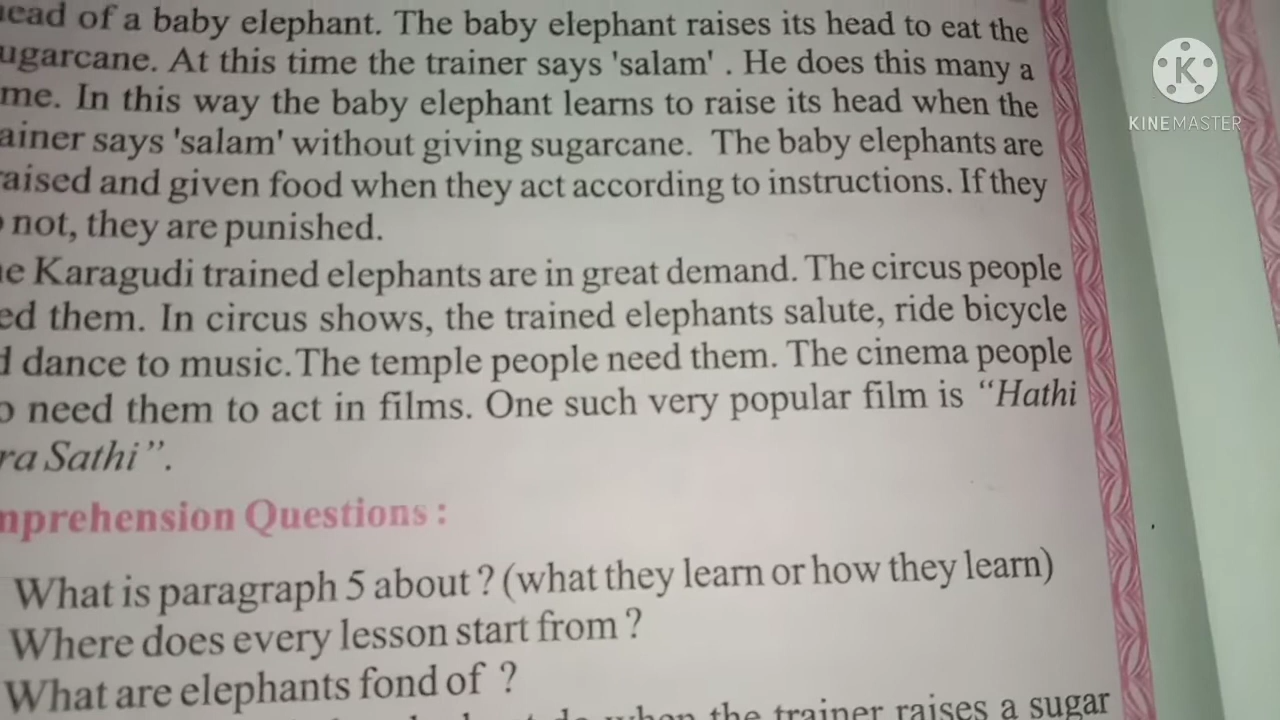 ead of a baby elephant. The baby elephant raises its head to eat the
ugarcane. At this time the trainer says 'salam' . He does this many a
me. In this way the baby elephant learns to raise its head when the
ainer says 'salam' without giving sugarcane. The baby elephants are
raised and given food when they act according to instructions. If they
o not, they are punished.
e Karagudi trained elephants are in great demand. The circus people
ed them. In circus shows, the trained elephants salute, ride bicycle
d dance to music. The temple people need them. The cinema people
o need them to act in films. One such very popular film is “Hathi
ra Sathi”.
mprehension Questions :
What is paragraph 5 about ? (what they learn or how they learn)
Where does every lesson start from ?
What are elephants fond of ?
when the trainer raises a sugar
K
KINEMASTER